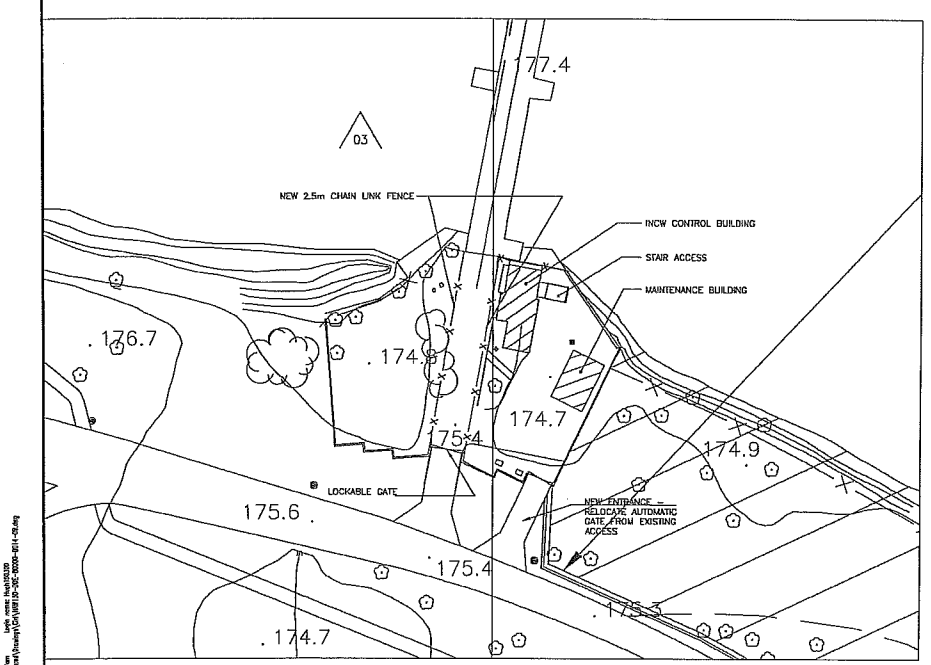 177.4
03
NEW 2.5m CHAIN LINK FENCE
INCW CONTROL BUILDING
STAIR ACCESS
MAINTENANCE BUILDING
176.7
174.8
174.7
175.4
174.9
LOCKABLE GATE
NEW ENTRANCE –
RELOCATE AUTOMATIC
GATE FROM EXISTING
ACCESS
175.6
175.4
175.3
174.7